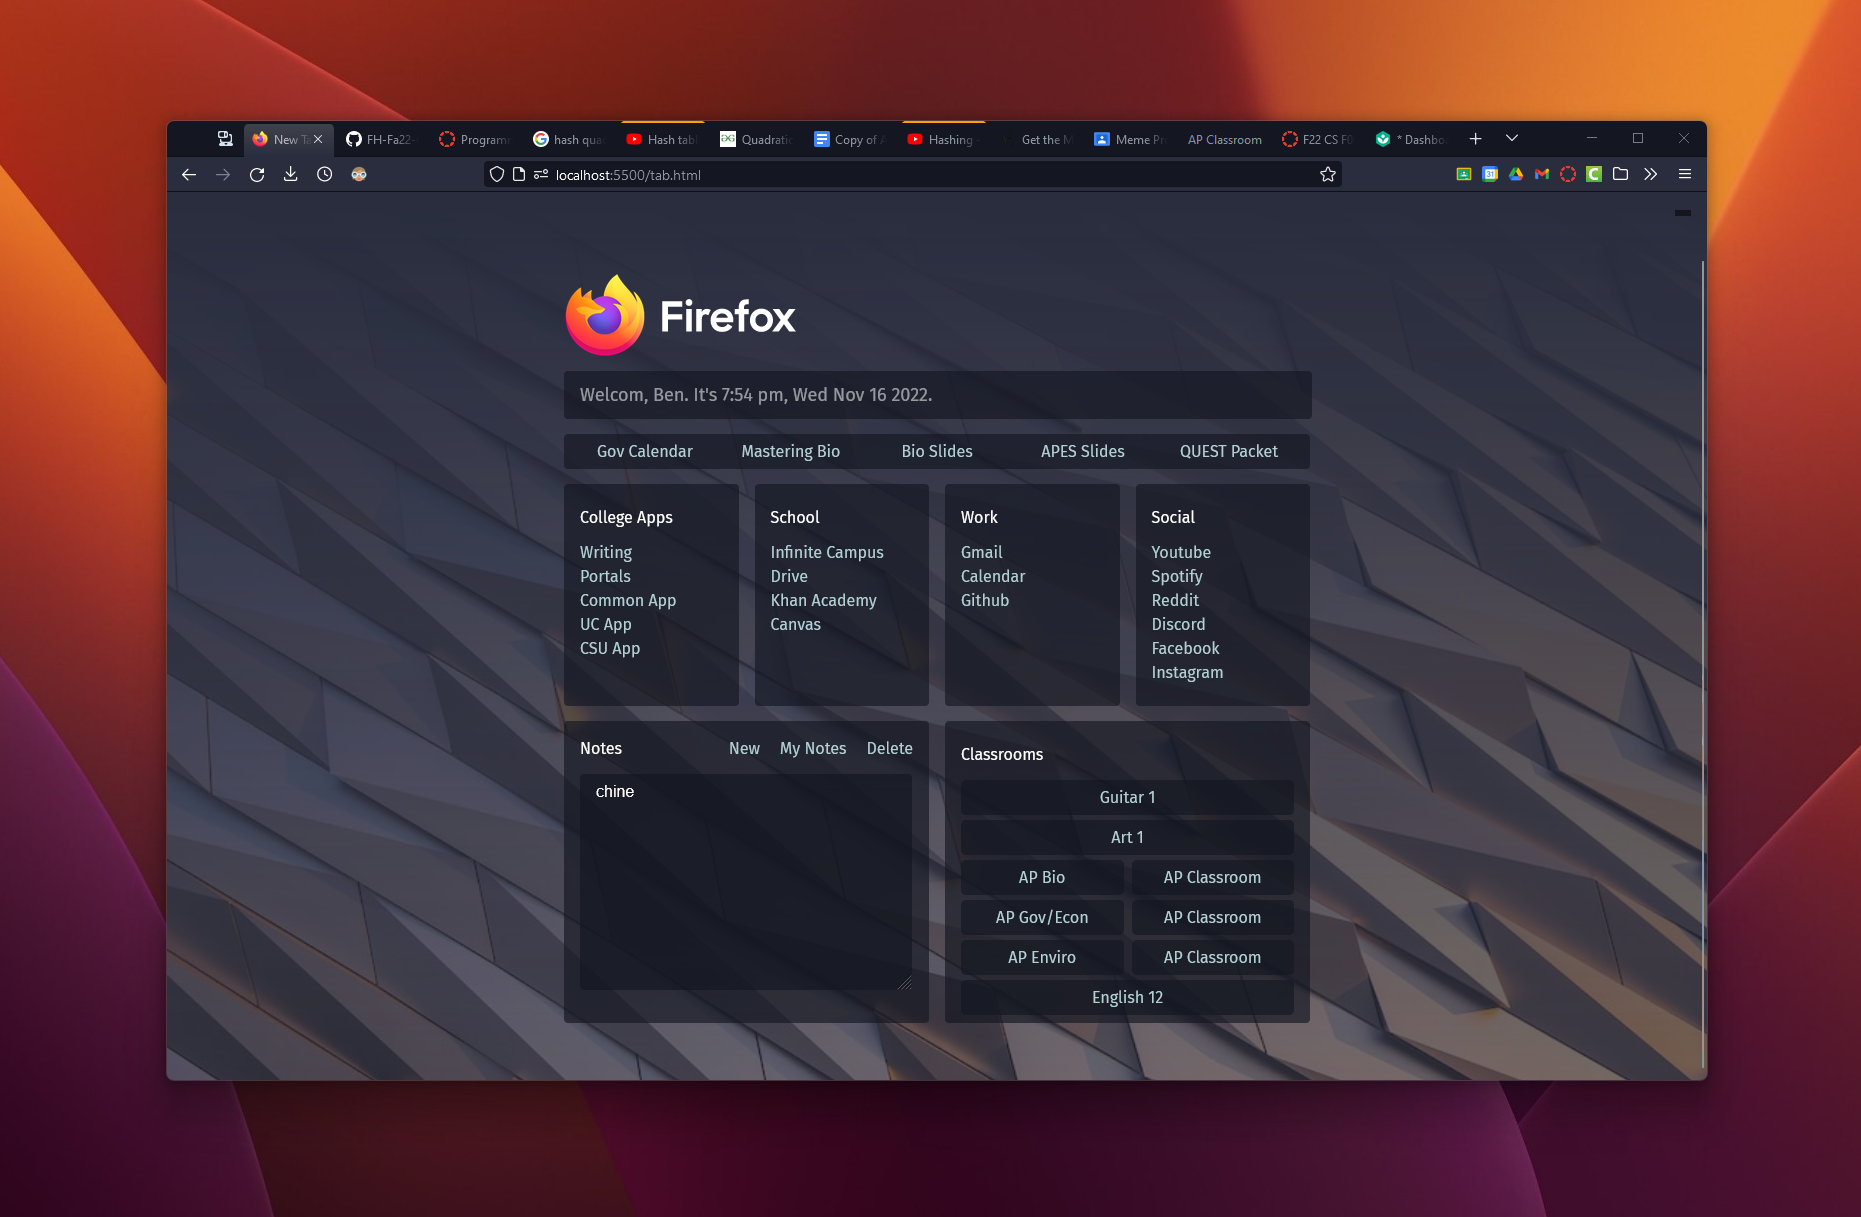 New Ta
FH-Fa22-
Programm
hash qua
Hash tabl
Quadratic
Copy of A
Hashing
Get the M
Meme Pr
AP Classroom
F22 CS F0
* Dashbo
localhost:5500/tab.html
31
Firefox
Welcom, Ben. It's 7:54 pm, Wed Nov 16 2022.
Gov Calendar
Mastering Bio
Bio Slides
APES Slides
QUEST Packet
College Apps
Writing
Portals
Common App
UC App
CSU App
School
Infinite Campus
Drive
Khan Academy
Canvas
Work
Gmail
Calendar
Github
Social
Youtube
Spotify
Reddit
Discord
Facebook
Instagram
Notes
New
My Notes
Delete
chine
Classrooms
Guitar 1
Art 1
AP Bio
AP Classroom
AP Gov/Econ
AP Classroom
AP Enviro
AP Classroom
English 12